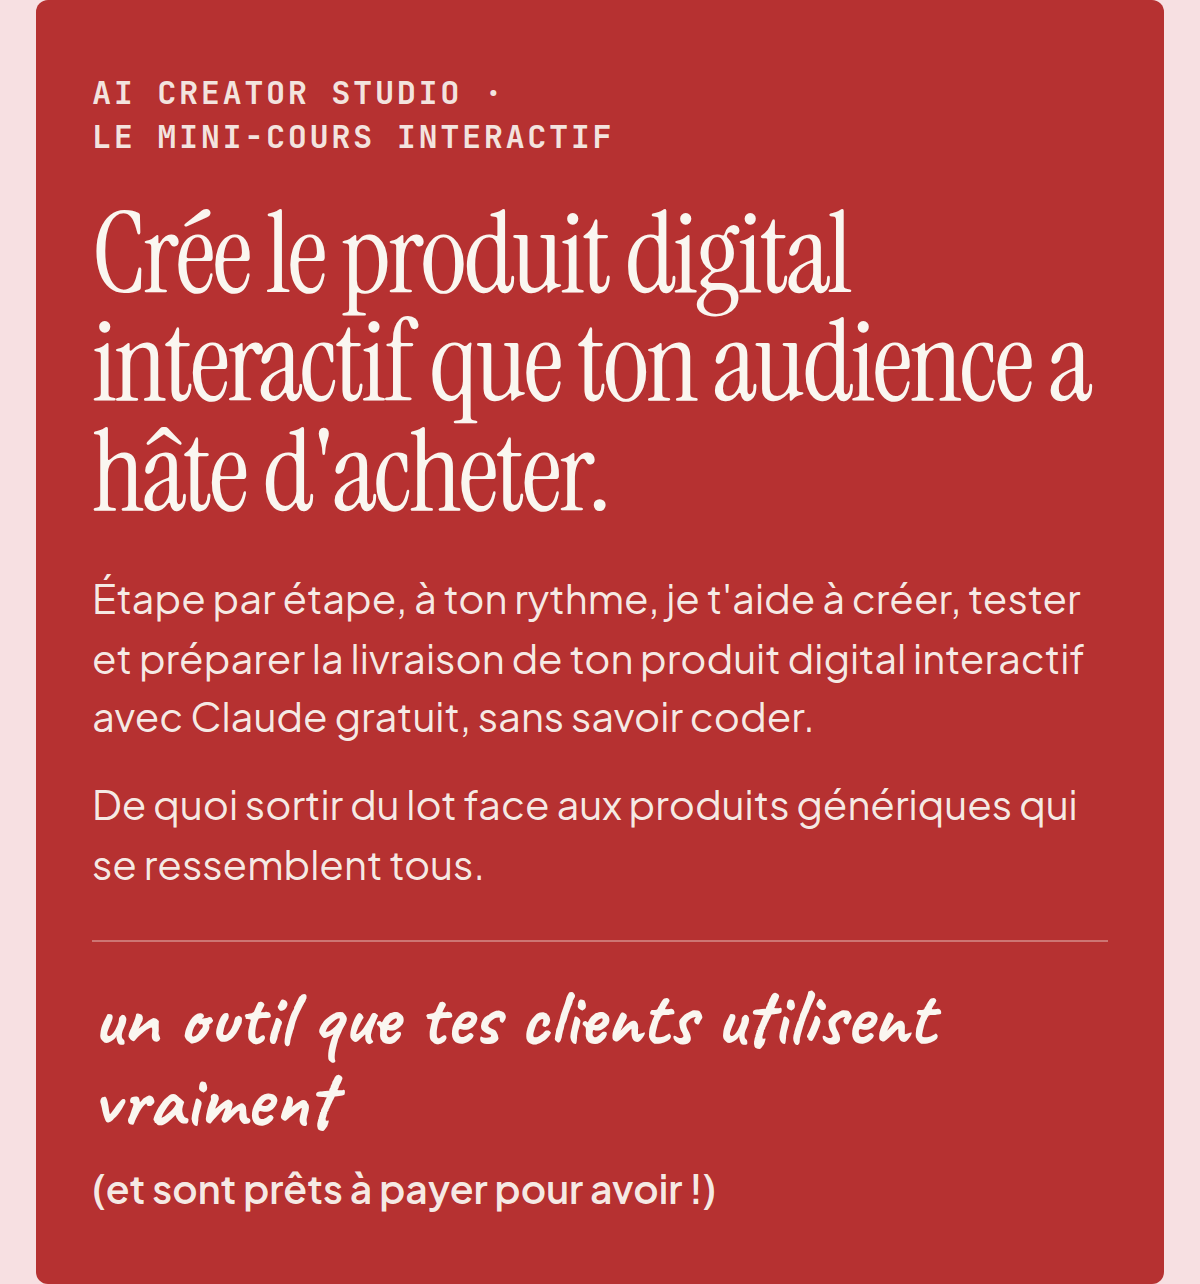 AI CREATOR STUDIO ·
LE MINI-COURS INTERACTIF
Crée le produit digital
interactif que ton audience a
hâte d'acheter.
Étape par étape, à ton rythme, je t'aide à créer, tester
et préparer la livraison de ton produit digital interactif
avec Claude gratuit, sans savoir coder.
De quoi sortir du lot face aux produits génériques qui
se ressemblent tous.
un outil que tes clients utilisent
vraiment
(et sont prêts à payer pour avoir !)